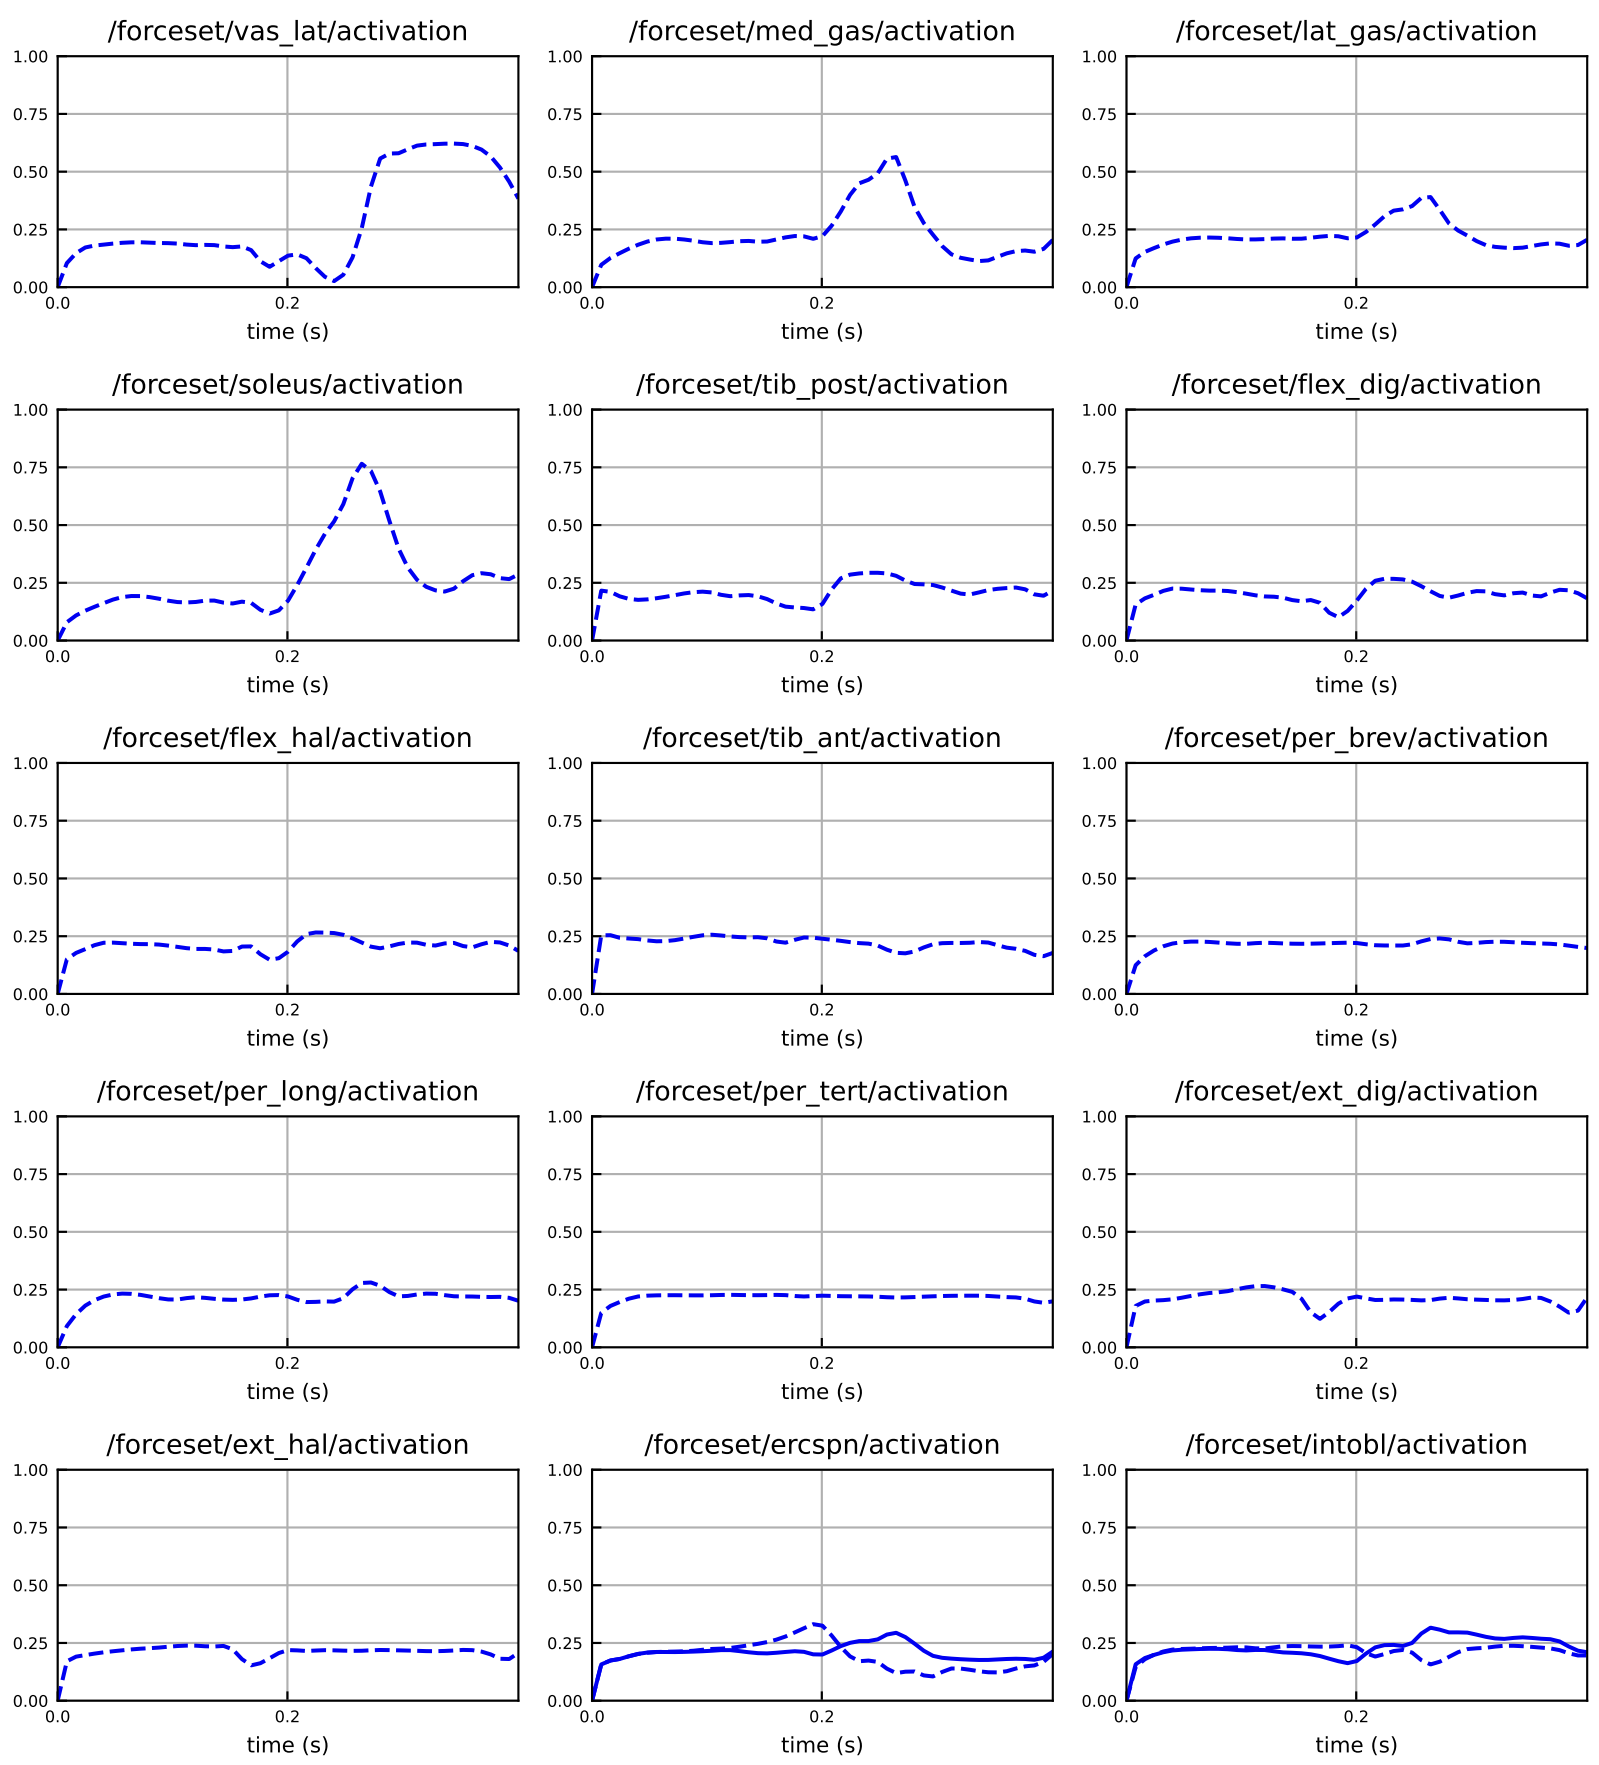 /forceset/vas_lat/activation /forceset/med_gas/activation /forceset/lat_gas/activation
1.00 1.00 1.00
0.75 0.75 0.75
0.50 0.50 0.50
0.25 0.25 0.25
0.00 0.00 0.00
0.0 0.2 0.0 0.2 0.0 0.2
time (s) time (s) time (s)
/forceset/soleus/activation /forceset/tib_post/activation /forceset/flex_dig/activation
1.00 1.00 1.00
0.75 0.75 0.75
0.50 0.50 0.50
0.25 0.25 0.25
0.00 0.00 0.00
0.0 0.2 0.0 0.2 0.0 0.2
time (s) time (s) time (s)
/forceset/flex_hal/activation /forceset/tib_ant/activation /forceset/per_brev/activation
1.00 1.00 1.00
0.75 0.75 0.75
0.50 0.50 0.50
0.25 0.25 0.25
0.00 0.00 0.00
0.0 0.2 0.0 0.2 0.0 0.2
time (s) time (s) time (s)
/forceset/per_long/activation /forceset/per_tert/activation /forceset/ext_dig/activation
1.00 1.00 1.00
0.75 0.75 0.75
0.50 0.50 0.50
0.25 0.25 0.25
0.00 0.00 0.00
0.0 0.2 0.0 0.2 0.0 0.2
time (s) time (s) time (s)
/forceset/ext_hal/activation /forceset/ercspn/activation /forceset/intobl/activation
1.00 1.00 1.00
0.75 0.75 0.75
0.50 0.50 0.50
0.25 0.25 0.25
0.00 0.00 0.00
0.0 0.2 0.0 0.2 0.0 0.2
time (s) time (s) time (s)